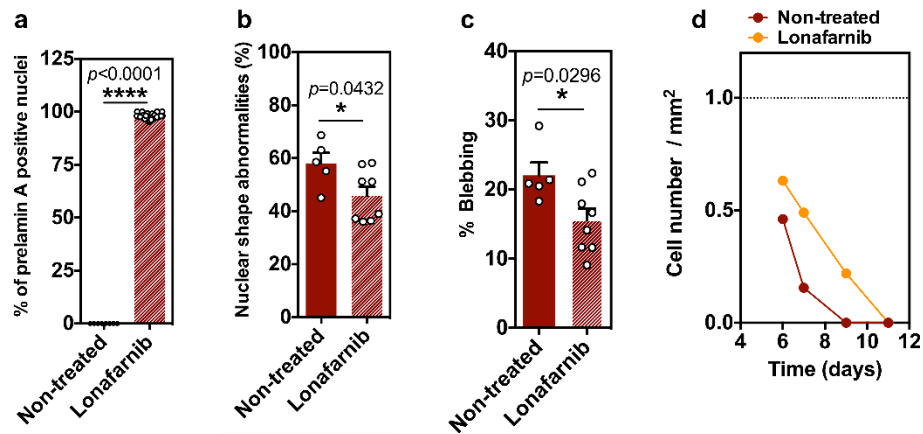 a
% of prelamin A positive nuclei
125
100
75
50
25
0
p<0.0001
****
Non-treated
Lonafarnib
b
Nuclear shape abnormalities (%)
100
80
60
40
20
0
p=0.0432
*
Non-treated
Lonafarnib
c
% Blebbing
40
30
20
10
0
p=0.0296
*
Non-treated
Lonafarnib
d
Non-treated
Lonafarnib
Cell number / mm²
1.0
0.5
0.0
4 6 8 10 12
Time (days)